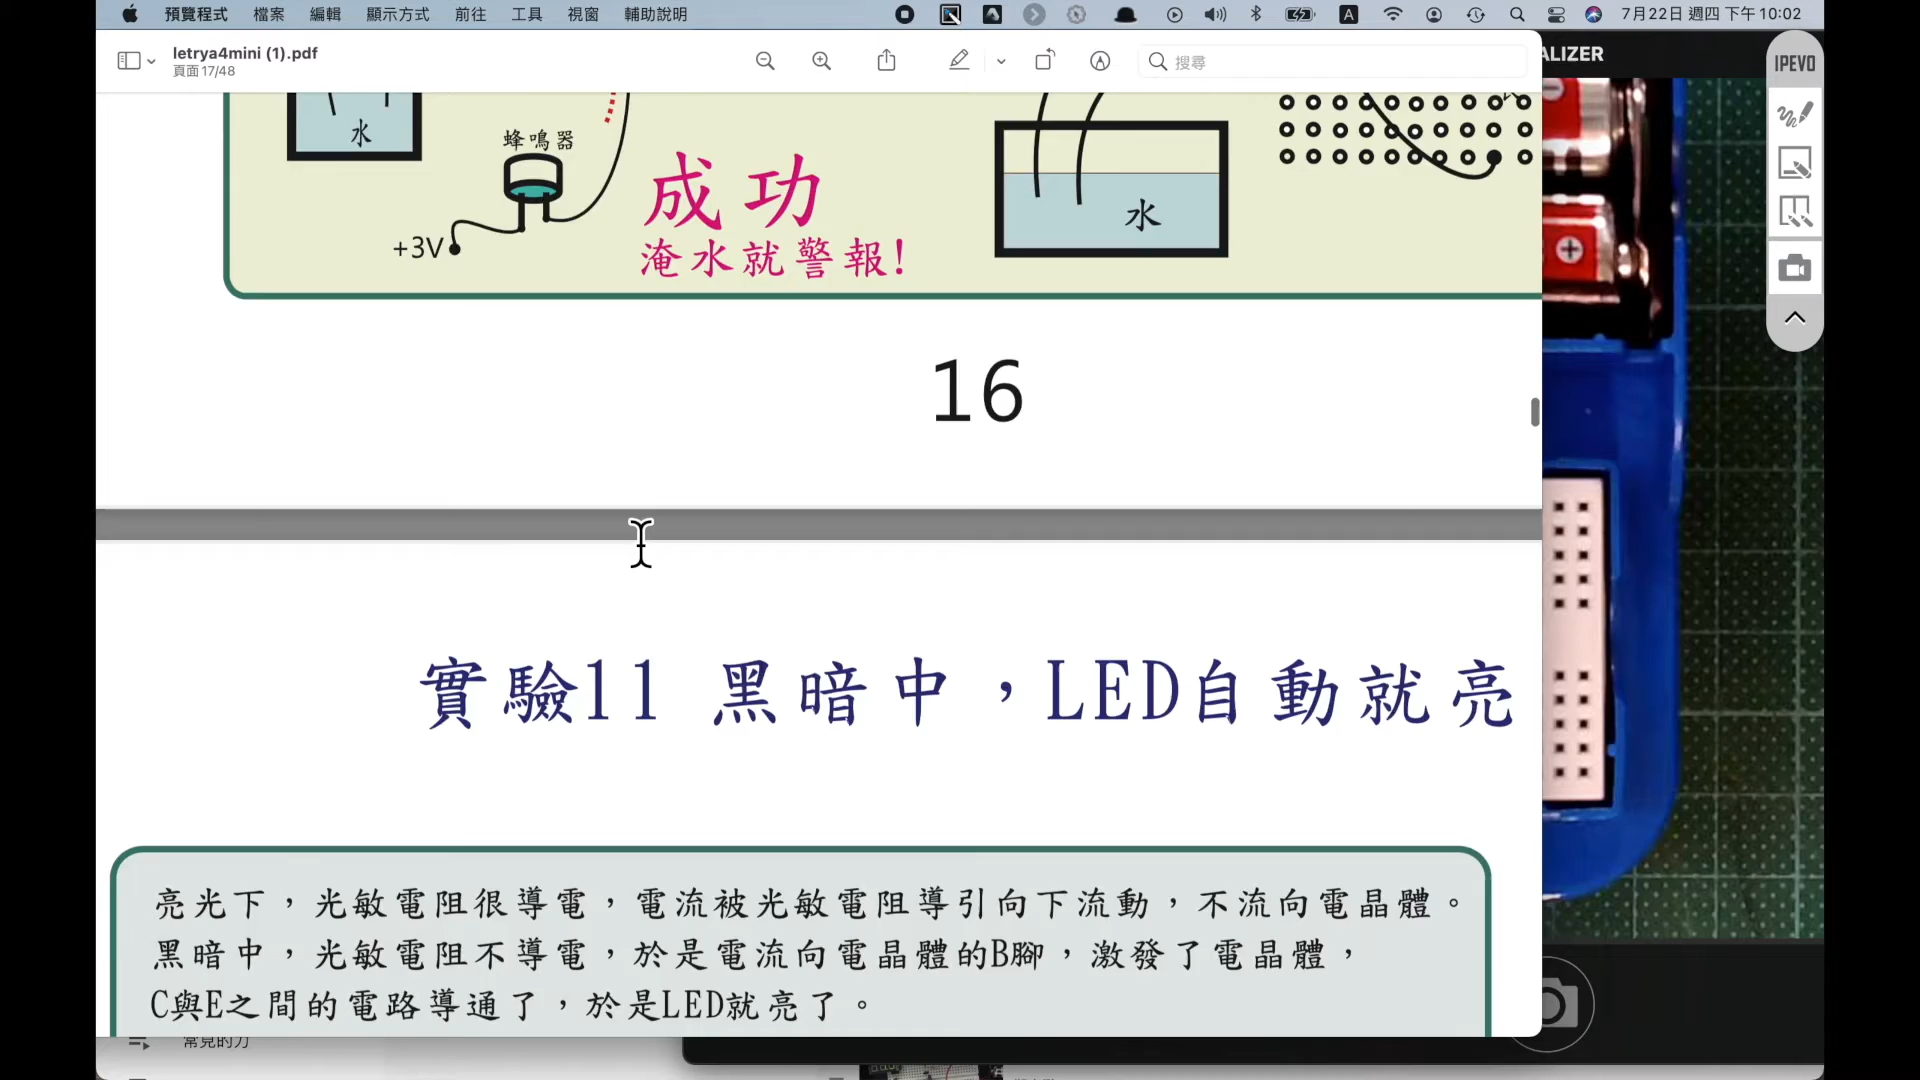 預覽程式 檔案 編輯 顯示方式 前往 工具 視窗 輔助說明
A
7月22日 週四 下午10:02
letrya4mini (1).pdf
頁面17/48
搜尋
ALIZER
IPEVO
水
蜂鳴器
+3V
成功
淹水就警報!
水
16
實驗11 黑暗中，LED自動就亮
亮光下，光敏電阻很導電，電流被光敏電阻導引向下流動，不流向電晶體。
黑暗中，光敏電阻不導電，於是電流向電晶體的B腳，激發了電晶體，
C與E之間的電路導通了，於是LED就亮了。
常見的力